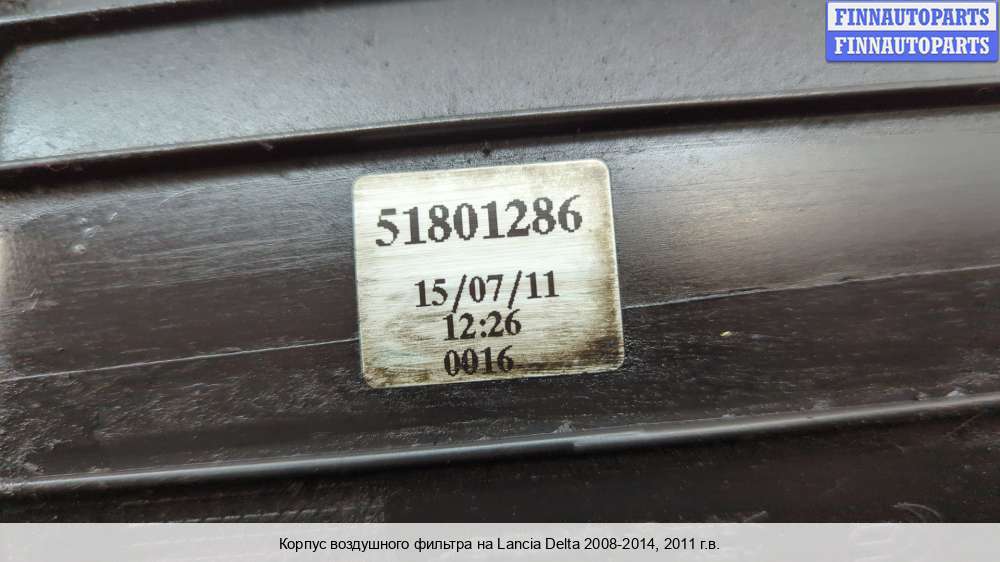 FINNAUTOPARTS
FINNAUTOPARTS
51801286
15/07/11
12:26
0016
Корпус воздушного фильтра на Lancia Delta 2008-2014, 2011 г.в.